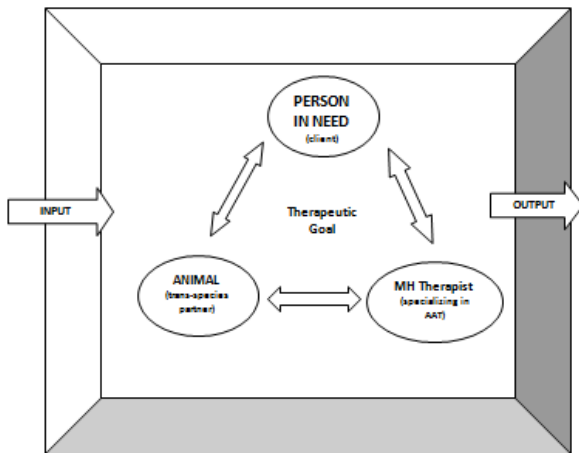 PERSON
IN NEED
(client)
INPUT
OUTPUT
Therapeutic
Goal
ANIMAL
(trans-species
partner)
MH Therapist
(specializing in
AAT)